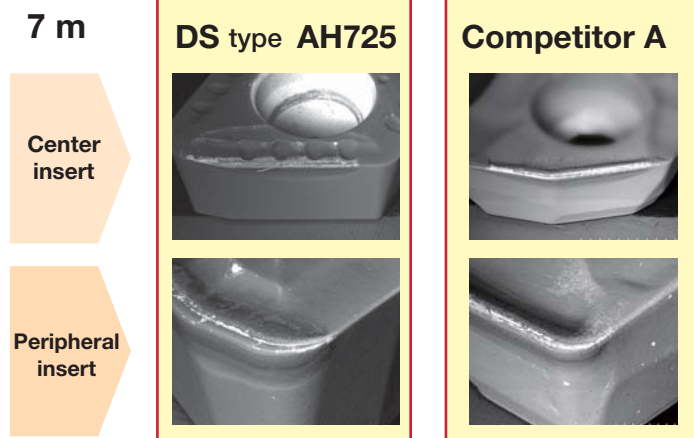 7 m
DS type AH725
Competitor A
Center
insert
Peripheral
insert